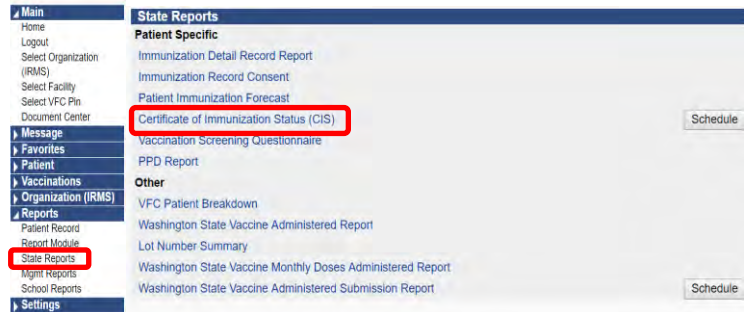 Main
Home
Logout
Select Organization
(IRMS)
Select Facility
Select VFC Pin
Document Center
Message
Favorites
Patient
Vaccinations
Organization (IRMS)
Reports
Patient Record
Report Module
State Reports
Mgmt Reports
School Reports
Settings
State Reports
Patient Specific
Immunization Detail Record Report
Immunization Record Consent
Patient Immunization Forecast
Certificate of Immunization Status (CIS)
Schedule
Vaccination Screening Questionnaire
PPD Report
Other
VFC Patient Breakdown
Washington State Vaccine Administered Report
Lot Number Summary
Washington State Vaccine Monthly Doses Administered Report
Washington State Vaccine Administered Submission Report
Schedule